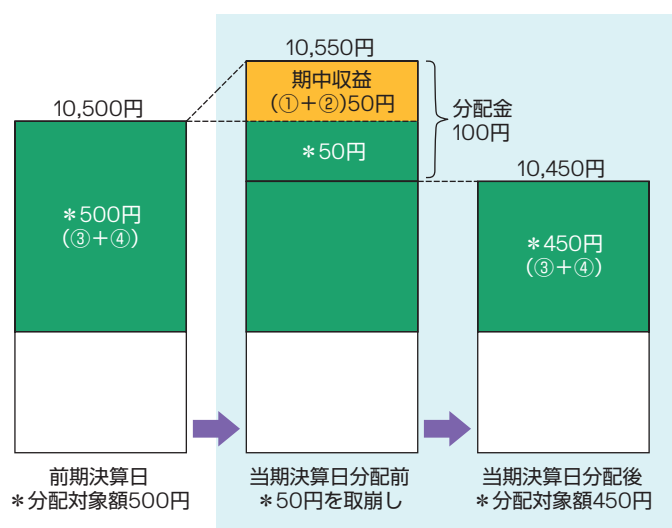 10,550円
期中収益
(①+②)50円
10,500円
分配金
100円
*50円
10,450円
*500円
(③+④)
*450円
(③+④)
前期決算日
*分配対象額500円
当期決算日分配前
*50円を取崩し
当期決算日分配後
*分配対象額450円